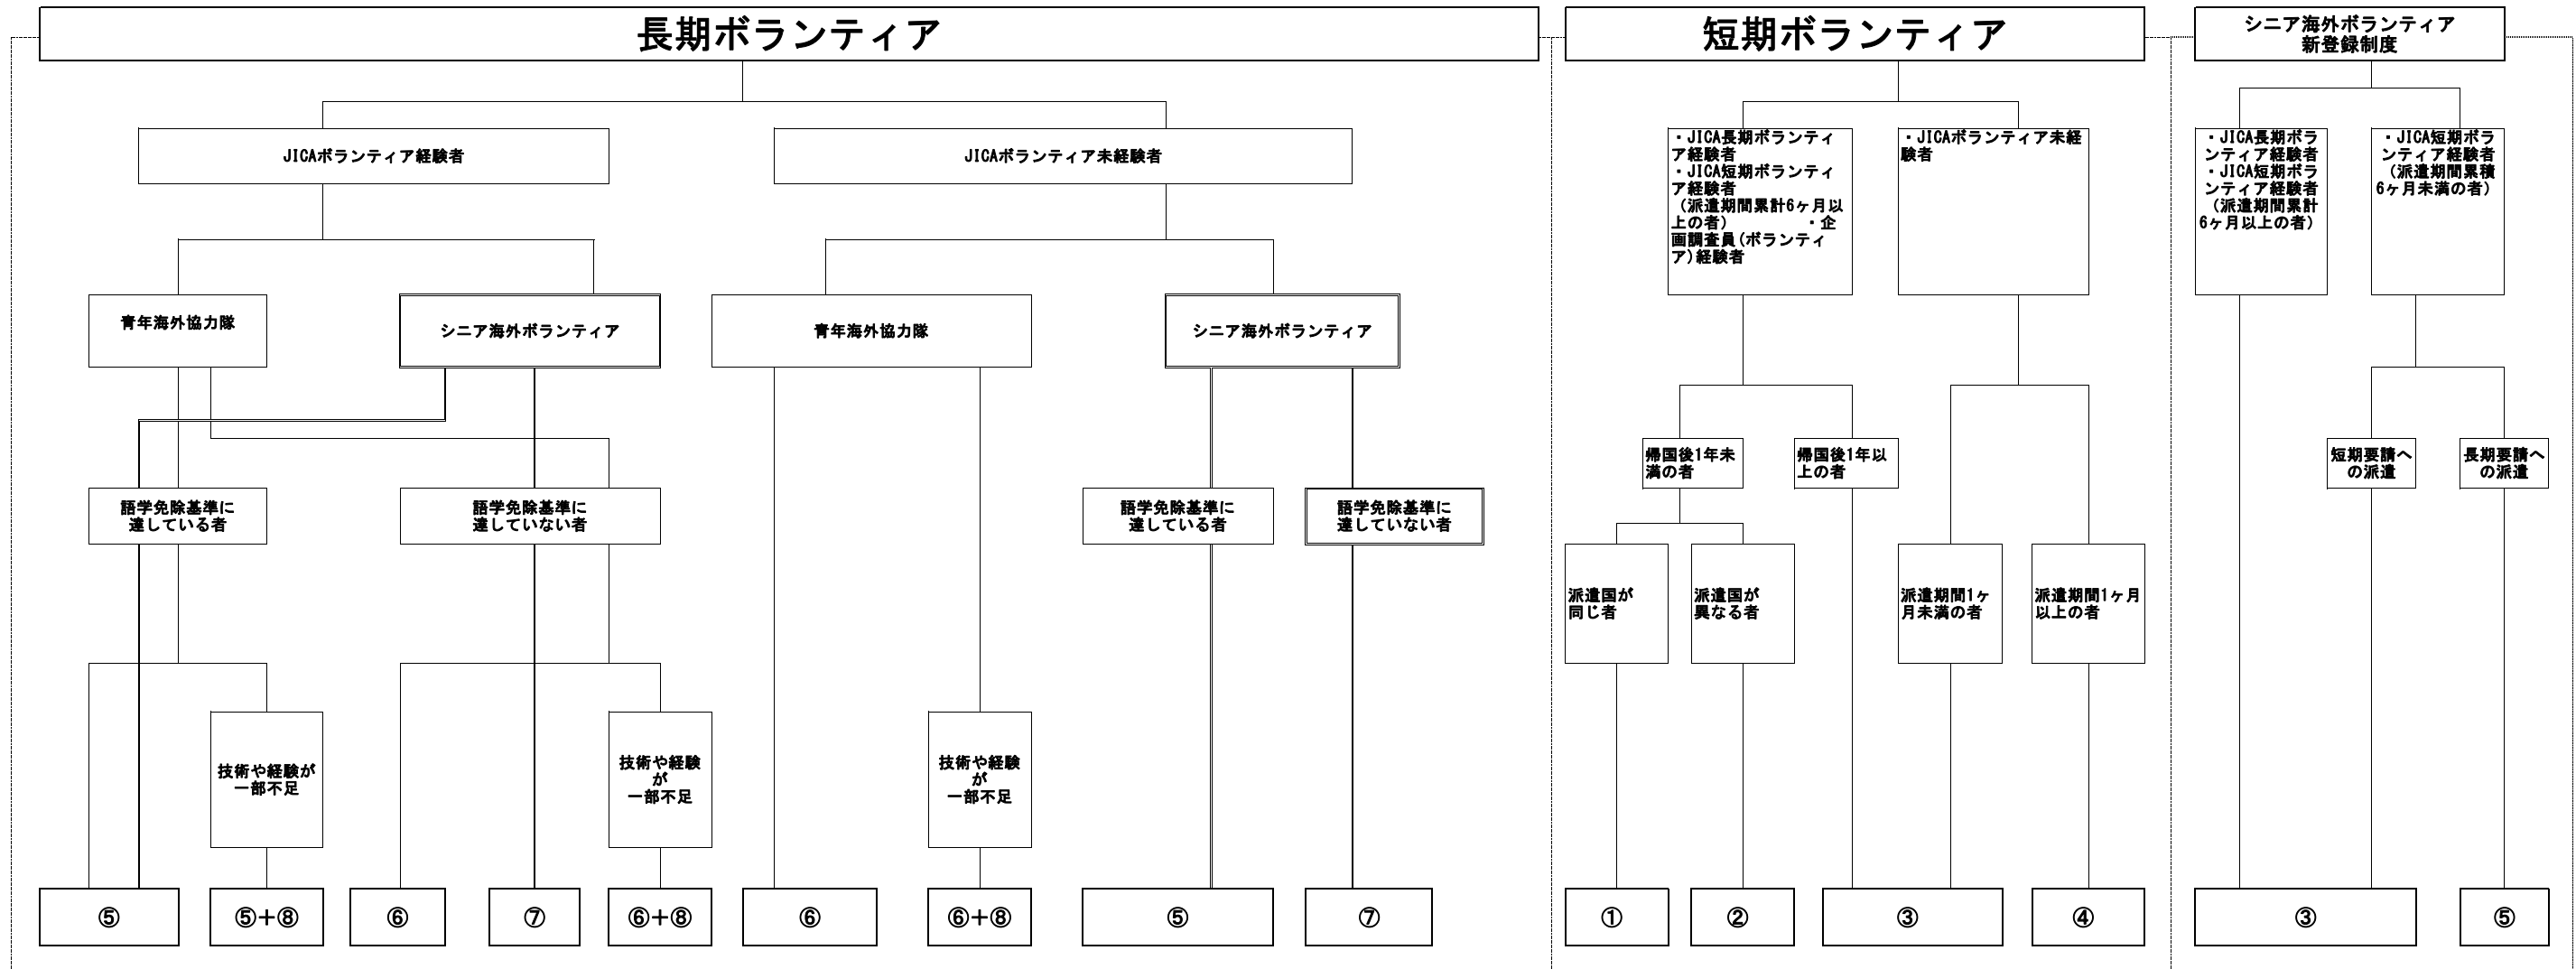 長期ボランティア
短期ボランティア
シニア海外ボランティア
新登録制度
JICAボランティア経験者
JICAボランティア未経験者
・JICA長期ボランティ
ア経験者
・JICA短期ボランティ
ア経験者
（派遣期間累計6ヶ月以
上の者）　　　　　・企
画調査員(ボランティ
ア)経験者
・JICAボランティア未経
験者
・JICA長期ボラ
ンティア経験者
・JICA短期ボラ
ンティア経験者
（派遣期間累計
6ヶ月以上の者）
・JICA短期ボラ
ンティア経験者
（派遣期間累積
6ヶ月未満の者）
青年海外協力隊
シニア海外ボランティア
青年海外協力隊
シニア海外ボランティア
帰国後1年未
満の者
帰国後1年以
上の者
短期要請へ
の派遣
長期要請へ
の派遣
語学免除基準に
達している者
語学免除基準に
達していない者
語学免除基準に
達している者
語学免除基準に
達していない者
派遣国が
同じ者
派遣国が
異なる者
派遣期間1ヶ
月未満の者
派遣期間1ヶ月
以上の者
技術や経験が
一部不足
技術や経験
が
一部不足
技術や経験
が
一部不足
⑤
⑤＋⑧
⑥
⑦
⑥＋⑧
⑥
⑥＋⑧
⑤
⑦
①
②
③
④
③
⑤